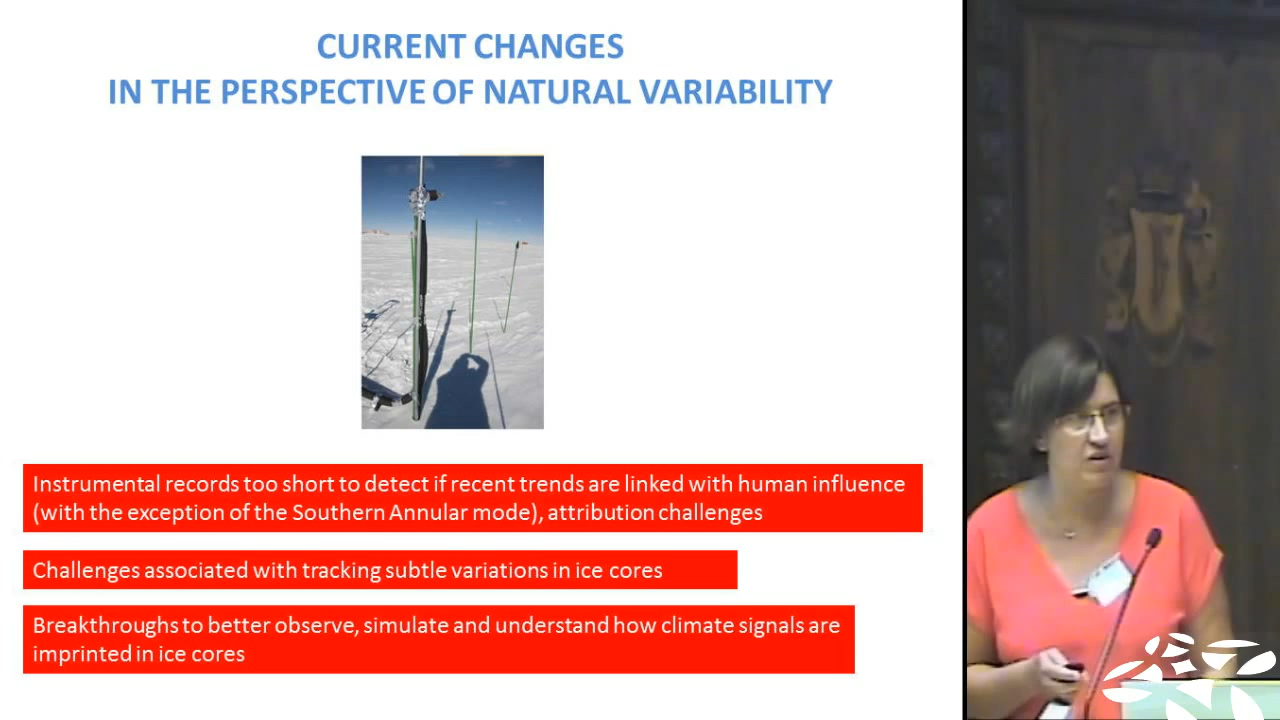 CURRENT CHANGES
IN THE PERSPECTIVE OF NATURAL VARIABILITY
Instrumental records too short to detect if recent trends are linked with human influence
(with the exception of the Southern Annular mode), attribution challenges
Challenges associated with tracking subtle variations in ice cores
Breakthroughs to better observe, simulate and understand how climate signals are
imprinted in ice cores